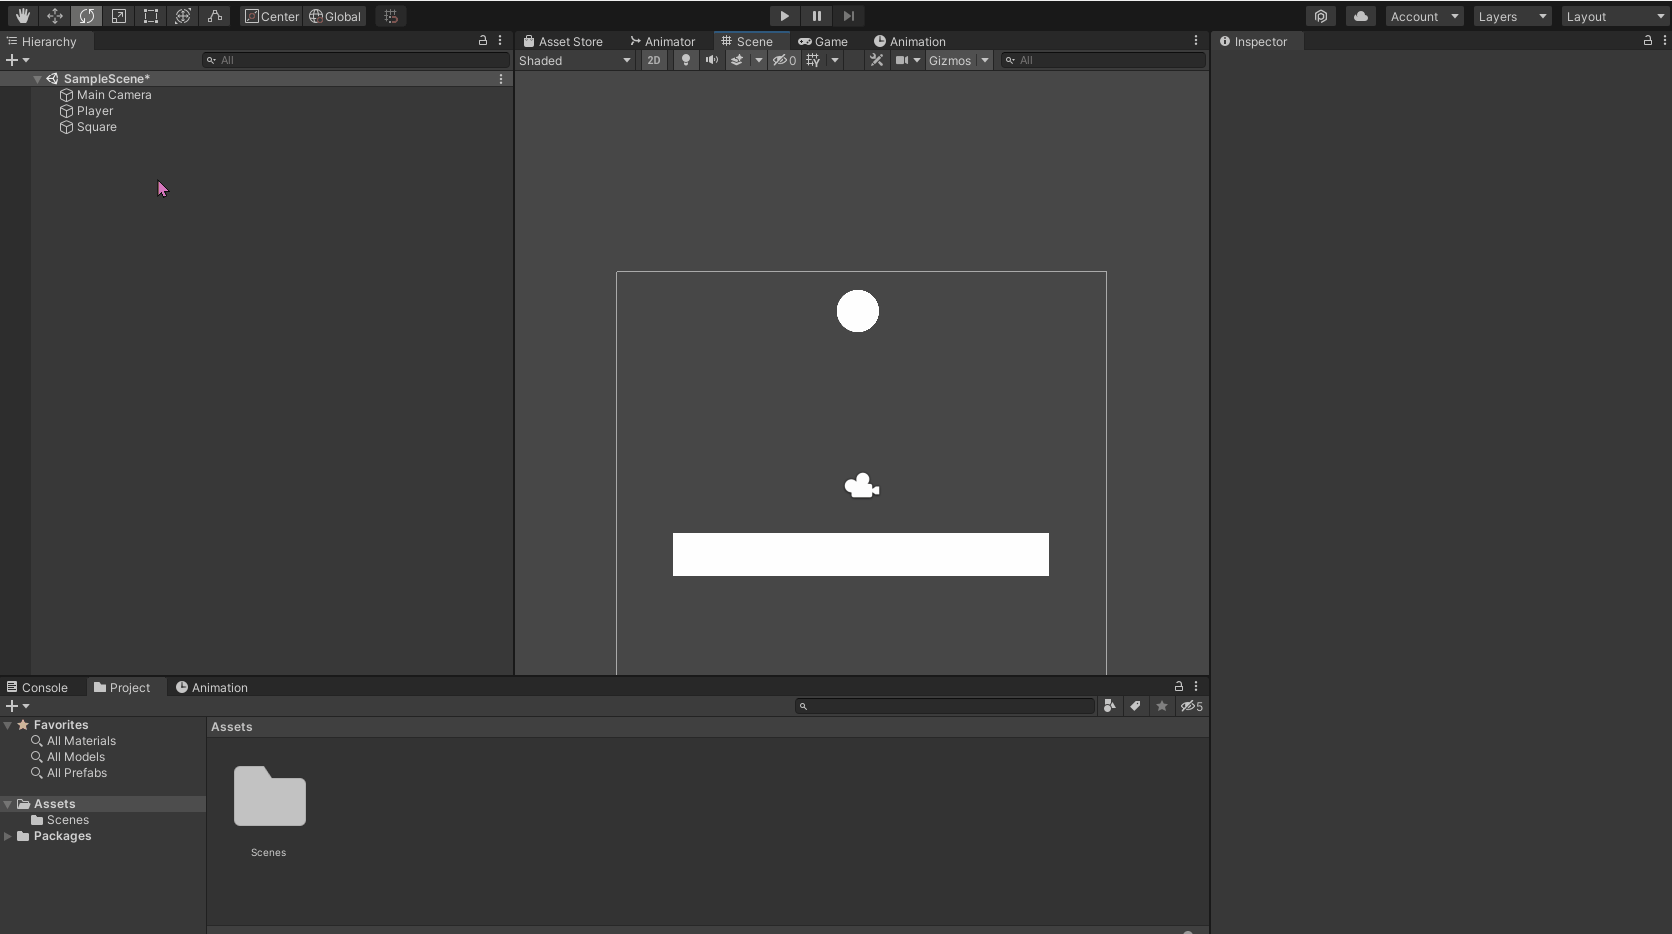 Center Global
Account Layers Layout
Hierarchy
All
SampleScene*
Main Camera
Player
Square
Asset Store Animator Scene Game Animation
Shaded 2D 0 Gizmos All
Inspector
Console Project Animation
5
Favorites
All Materials
All Models
All Prefabs
Assets
Scenes
Packages
Assets
Scenes